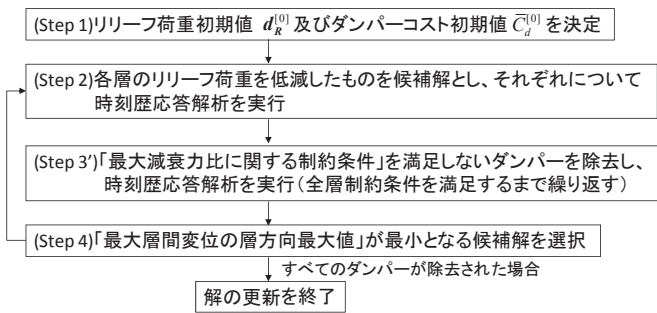 (Step 1)リリーフ荷重初期値 d_R^[0] 及びダンパーコスト初期値 C̅_d^[0] を決定
(Step 2)各層のリリーフ荷重を低減したものを候補解とし、それぞれについて
時刻歴応答解析を実行
(Step 3’)「最大減衰力比に関する制約条件」を満足しないダンパーを除去し、
時刻歴応答解析を実行(全層制約条件を満足するまで繰り返す)
(Step 4)「最大層間変位の層方向最大値」が最小となる候補解を選択
すべてのダンパーが除去された場合
解の更新を終了